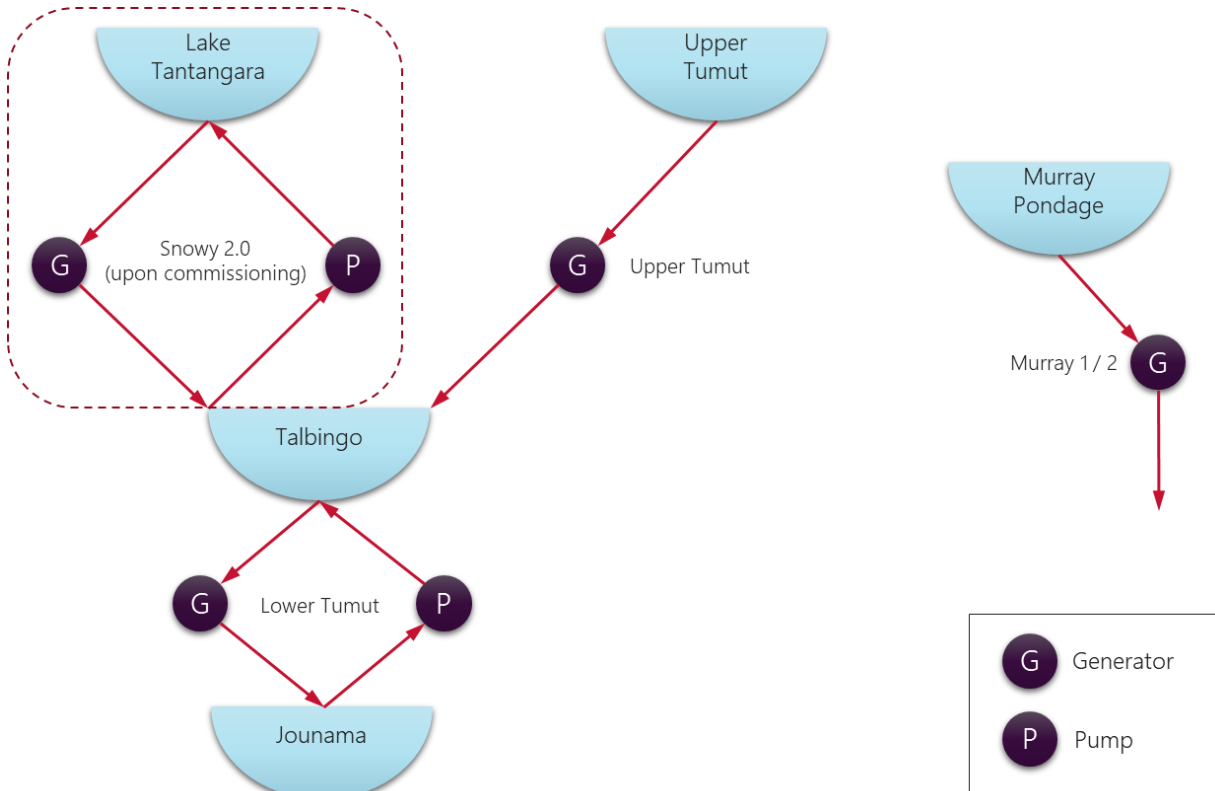 Lake
Tantangara
Upper
Tumut
Murray
Pondage
G
Snowy 2.0
(upon commissioning)
P
G
Upper Tumut
Murray 1 / 2
G
Talbingo
G
Lower Tumut
P
Jounama
G
Generator
P
Pump